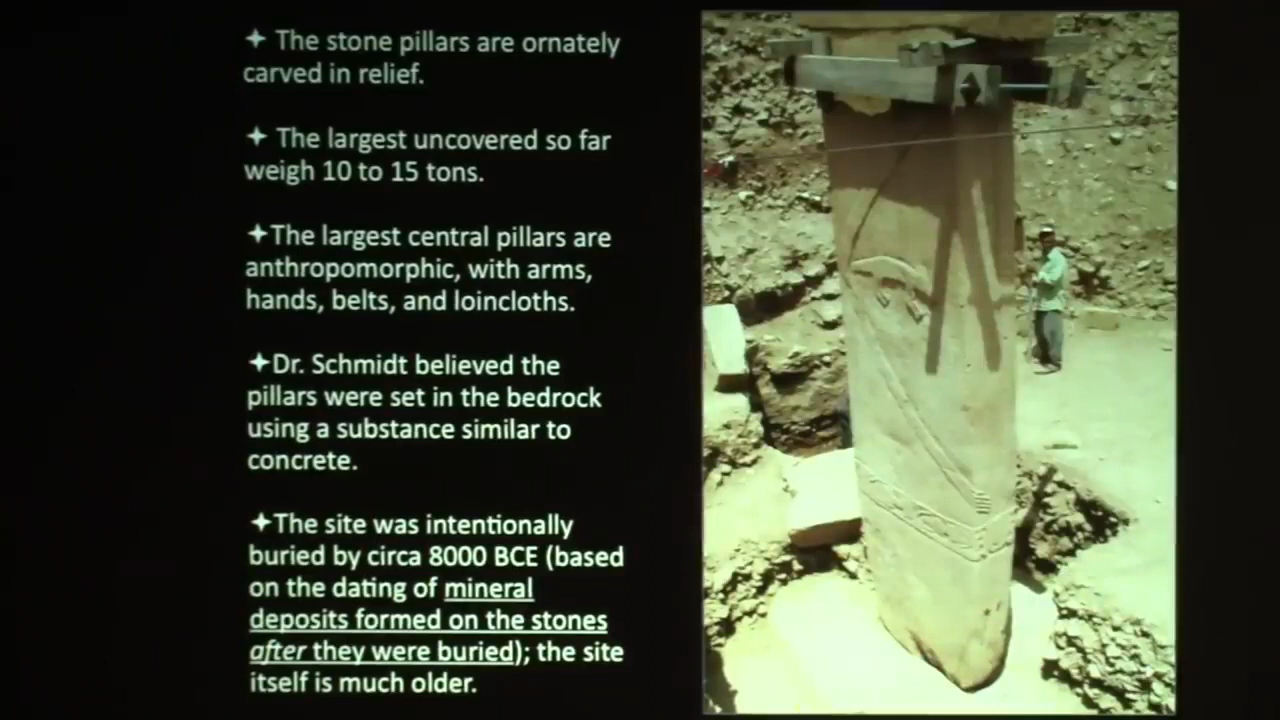 ✦ The stone pillars are ornately
carved in relief.
✦ The largest uncovered so far
weigh 10 to 15 tons.
✦The largest central pillars are
anthropomorphic, with arms,
hands, belts, and loincloths.
✦Dr. Schmidt believed the
pillars were set in the bedrock
using a substance similar to
concrete.
✦The site was intentionally
buried by circa 8000 BCE (based
on the dating of mineral
deposits formed on the stones
after they were buried); the site
itself is much older.